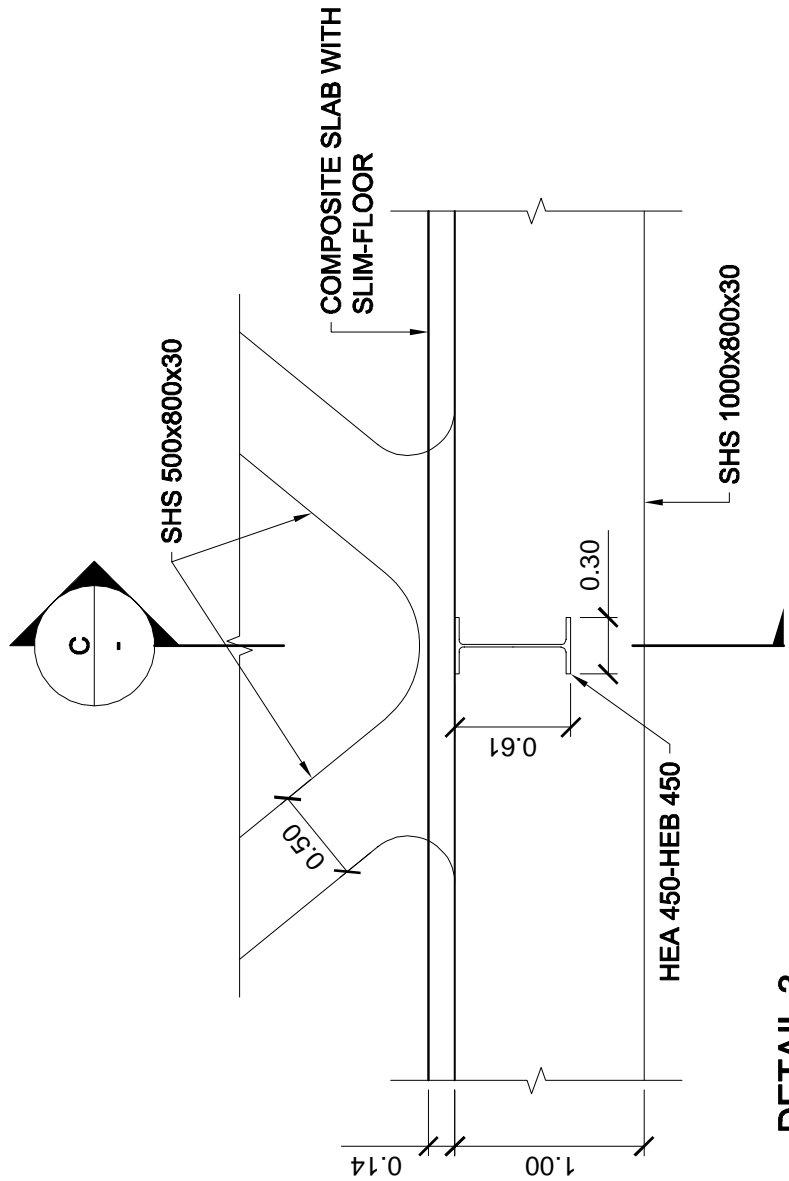 C
-
SHS 500x800x30
COMPOSITE SLAB WITH
SLIM-FLOOR
0.50
0.14
1.00
0.61
0.30
HEA 450-HEB 450
SHS 1000x800x30
DETAIL